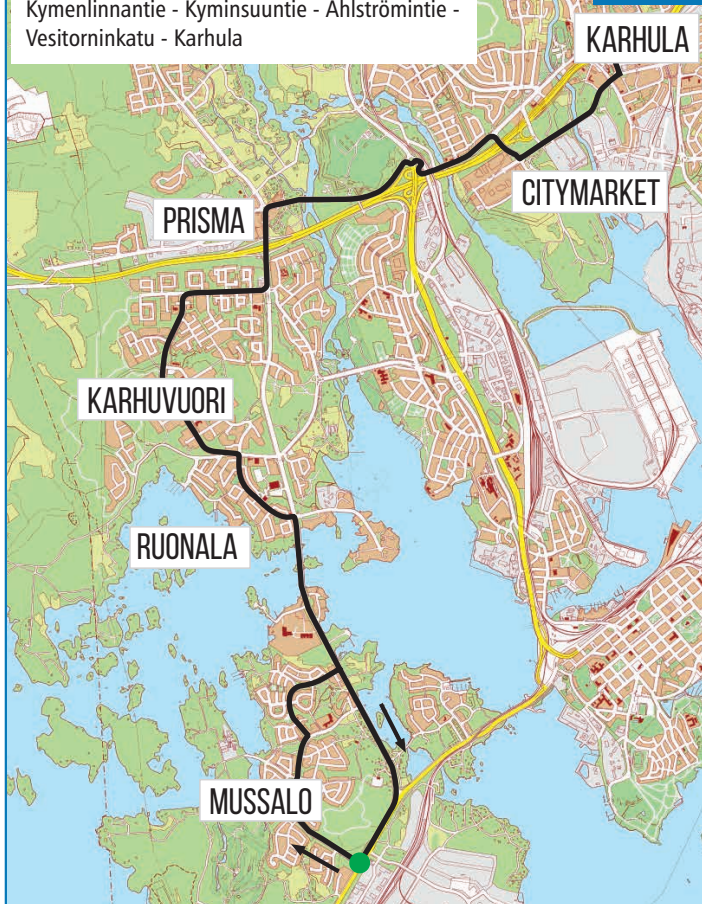 Kymenlinnantie - Kyminsuuntie - Ahlströmintie -
Vesitorninkatu - Karhula
KARHULA
CITYMARKET
PRISMA
KARHUVUORI
RUONALA
MUSSALO